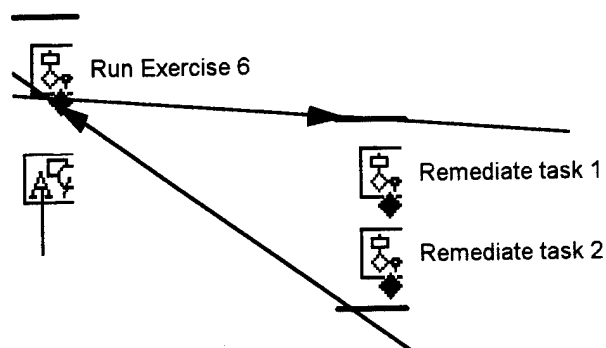 Run Exercise 6
Remediate task 1
Remediate task 2